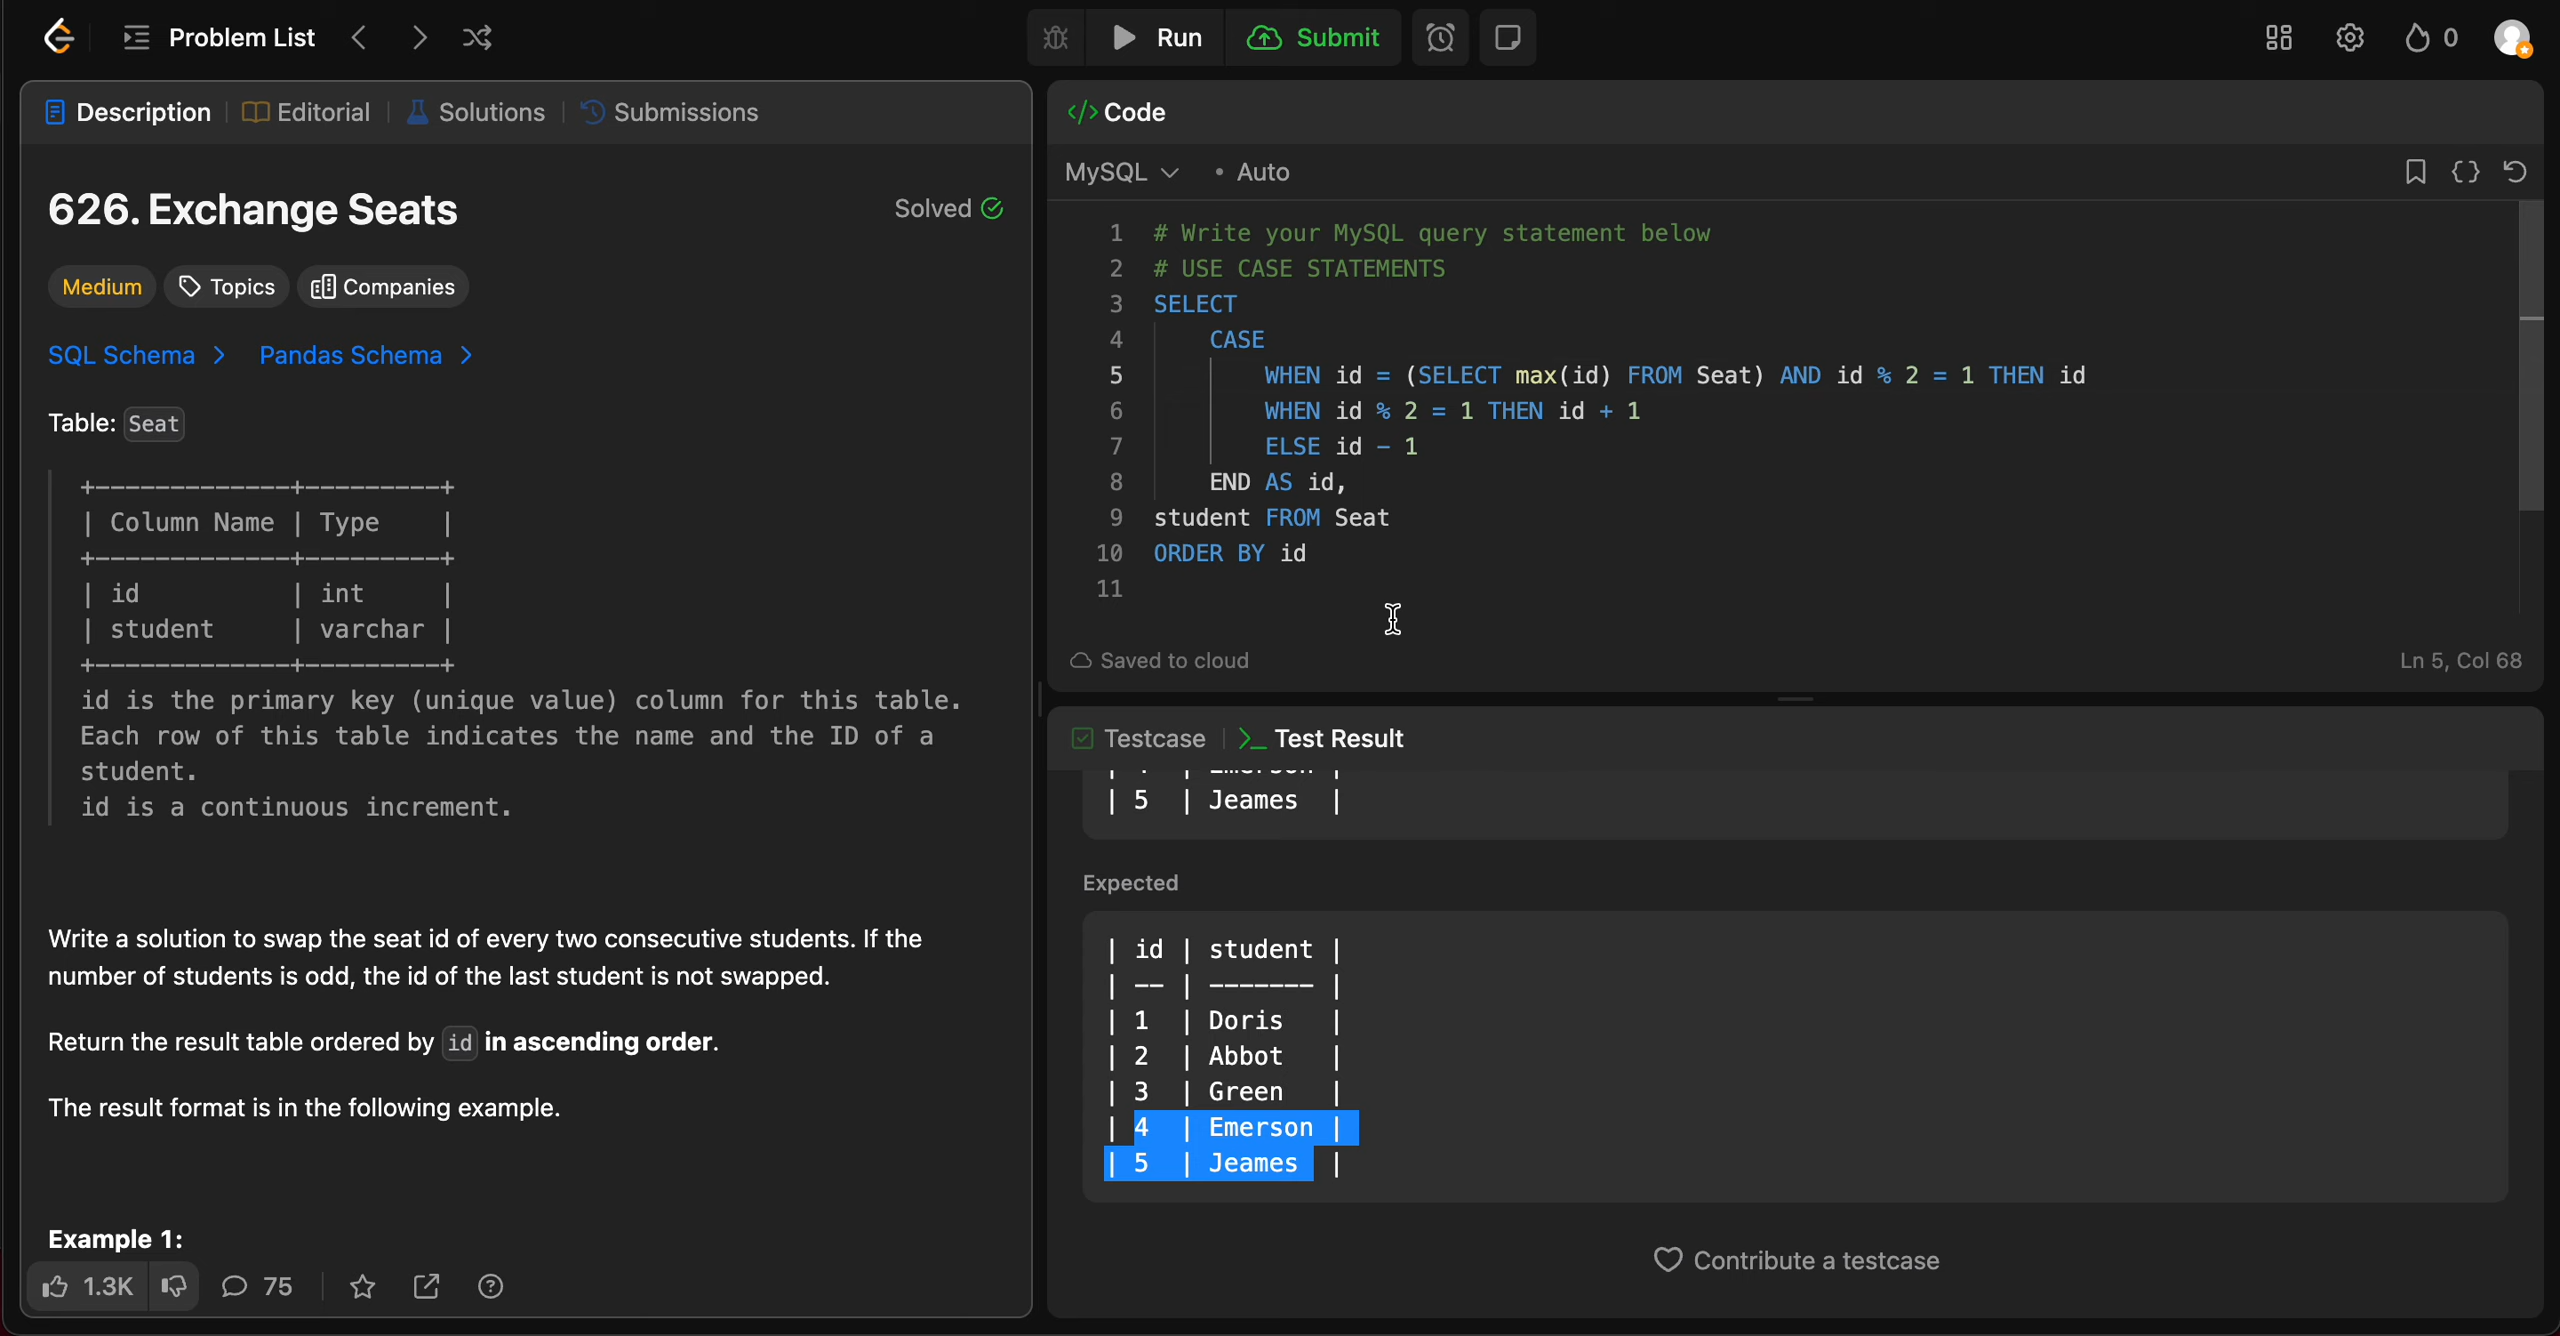 Problem List
Run
Submit
0
Description
Editorial
Solutions
Submissions
626. Exchange Seats
Solved
Medium
Topics
Companies
SQL Schema >
Pandas Schema >
Table: Seat
+-------------+---------+
| Column Name | Type    |
+-------------+---------+
| id          | int     |
| student     | varchar |
+-------------+---------+
id is the primary key (unique value) column for this table.
Each row of this table indicates the name and the ID of a
student.
id is a continuous increment.
Write a solution to swap the seat id of every two consecutive students. If the
number of students is odd, the id of the last student is not swapped.
Return the result table ordered by id in ascending order.
The result format is in the following example.
Example 1:
1.3K
75
</> Code
MySQL
• Auto
1 # Write your MySQL query statement below
2 # USE CASE STATEMENTS
3 SELECT
4     CASE
5         WHEN id = (SELECT max(id) FROM Seat) AND id % 2 = 1 THEN id
6         WHEN id % 2 = 1 THEN id + 1
7         ELSE id - 1
8     END AS id,
9 student FROM Seat
10 ORDER BY id
11
Saved to cloud
Ln 5, Col 68
Testcase
>_ Test Result
| 5  | Jeames  |
Expected
| id | student |
| -- | ------- |
| 1  | Doris   |
| 2  | Abbot   |
| 3  | Green   |
| 4  | Emerson |
| 5  | Jeames  |
Contribute a testcase